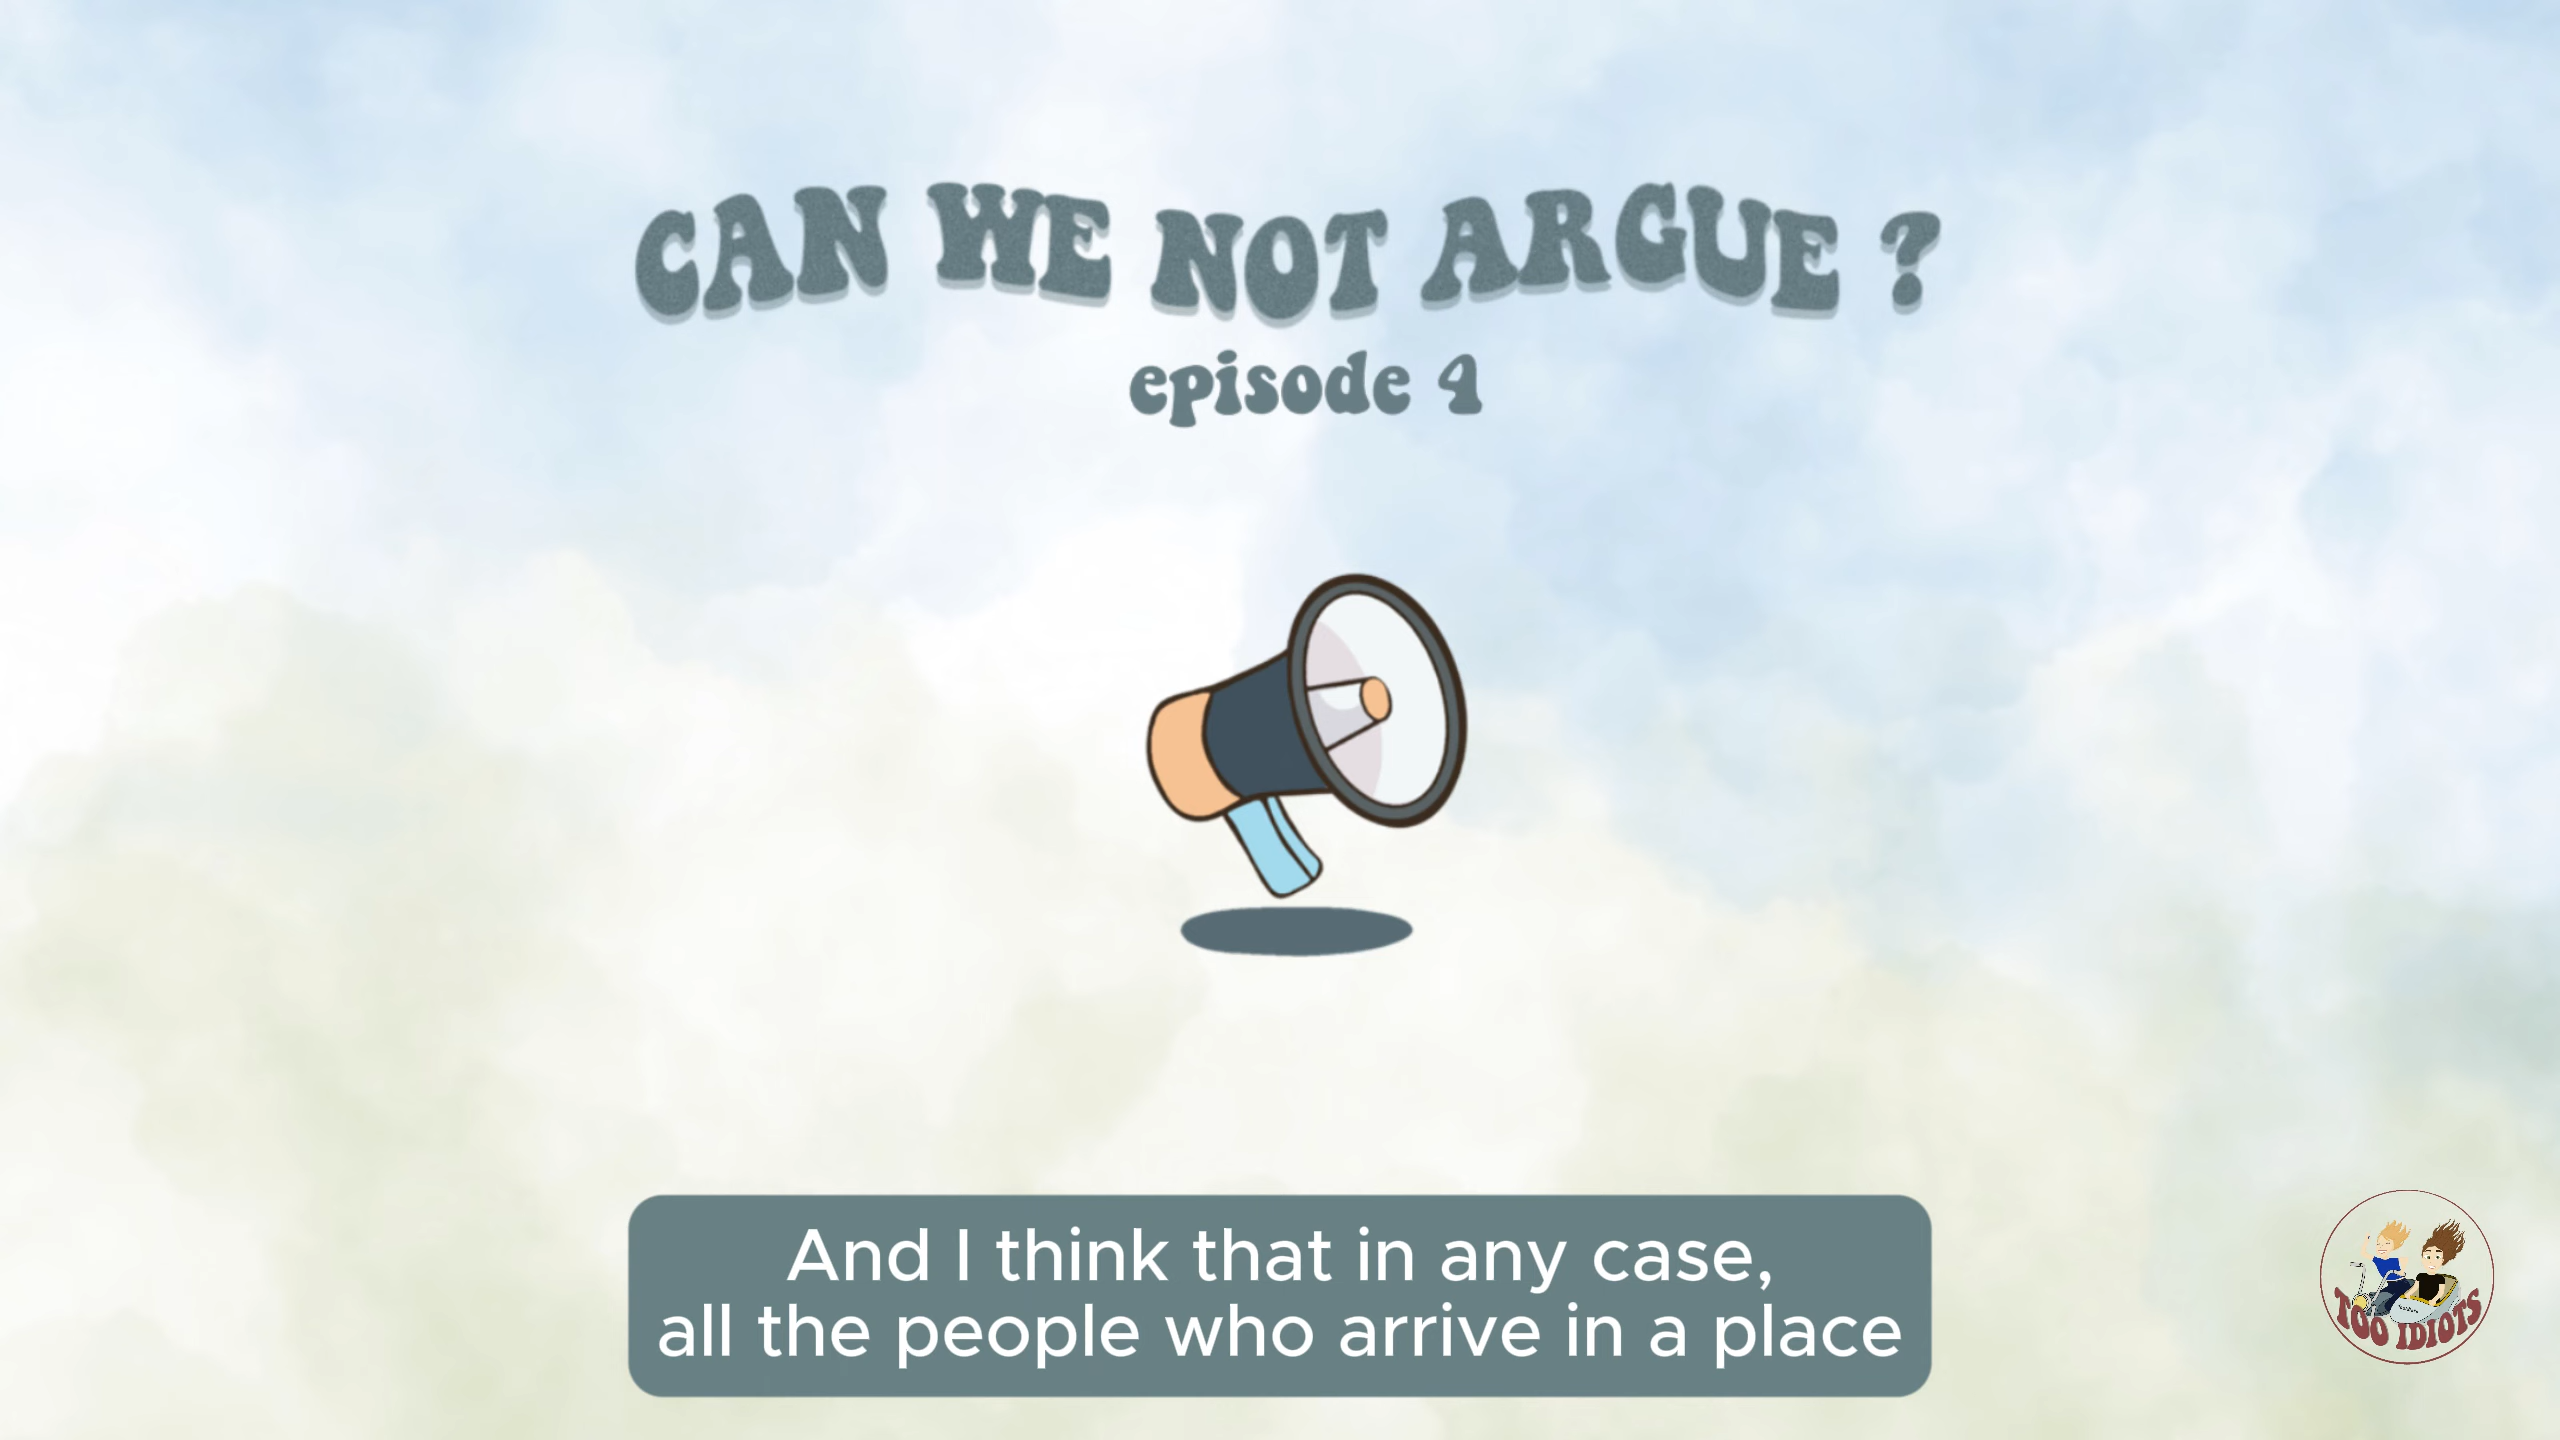 CAN WE NOT ARGUE ?
episode 4
And I think that in any case,
all the people who arrive in a place
TOO IDIOTS